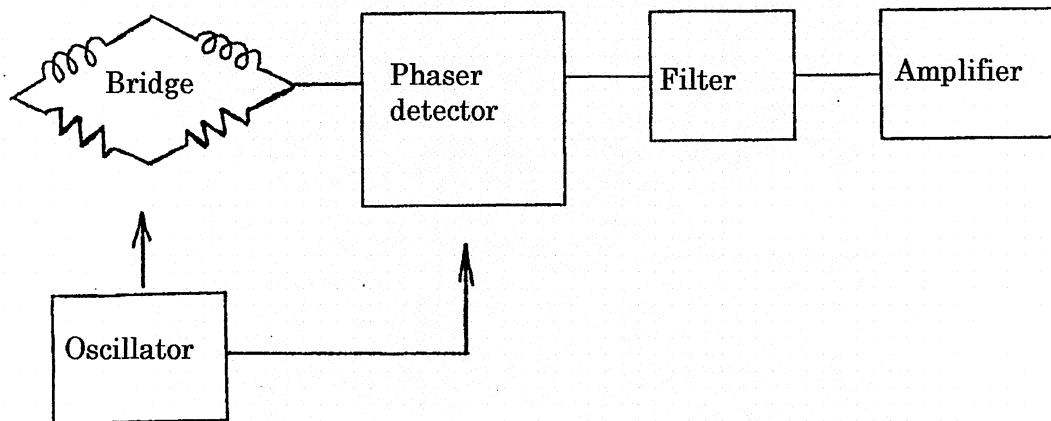 Bridge
Phaser
detector
Filter
Amplifier
Oscillator